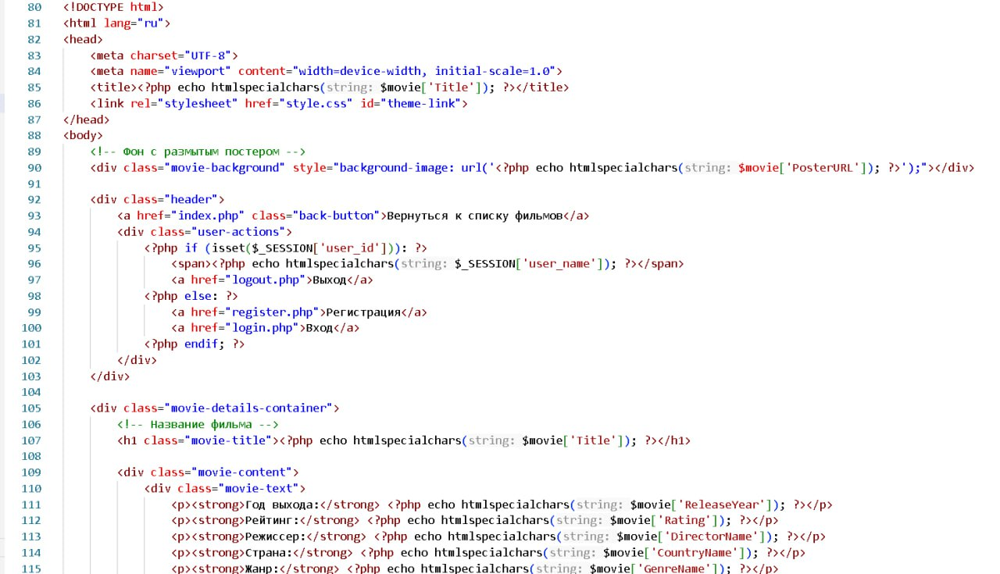 80 <!DOCTYPE html>
81 <html lang="ru">
82 <head>
83 <meta charset="UTF-8">
84 <meta name="viewport" content="width=device-width, initial-scale=1.0">
85 <title><?php echo htmlspecialchars(string: $movie['Title']); ?></title>
86 <link rel="stylesheet" href="style.css" id="theme-link">
87 </head>
88 <body>
89 <!-- Фон с размытым постером -->
90 <div class="movie-background" style="background-image: url('<?php echo htmlspecialchars(string: $movie['PosterURL']); ?>');"></div>
91
92 <div class="header">
93 <a href="index.php" class="back-button">Вернуться к списку фильмов</a>
94 <div class="user-actions">
95 <?php if (isset($_SESSION['user_id'])): ?>
96 <span><?php echo htmlspecialchars(string: $_SESSION['user_name']); ?></span>
97 <a href="logout.php">Выход</a>
98 <?php else: ?>
99 <a href="register.php">Регистрация</a>
100 <a href="login.php">Вход</a>
101 <?php endif; ?>
102 </div>
103 </div>
104
105 <div class="movie-details-container">
106 <!-- Название фильма -->
107 <h1 class="movie-title"><?php echo htmlspecialchars(string: $movie['Title']); ?></h1>
108
109 <div class="movie-content">
110 <div class="movie-text">
111 <p><strong>Год выхода:</strong> <?php echo htmlspecialchars(string: $movie['ReleaseYear']); ?></p>
112 <p><strong>Рейтинг:</strong> <?php echo htmlspecialchars(string: $movie['Rating']); ?></p>
113 <p><strong>Режиссер:</strong> <?php echo htmlspecialchars(string: $movie['DirectorName']); ?></p>
114 <p><strong>Страна:</strong> <?php echo htmlspecialchars(string: $movie['CountryName']); ?></p>
115 <p><strong>Жанр:</strong> <?php echo htmlspecialchars(string: $movie['GenreName']); ?></p>